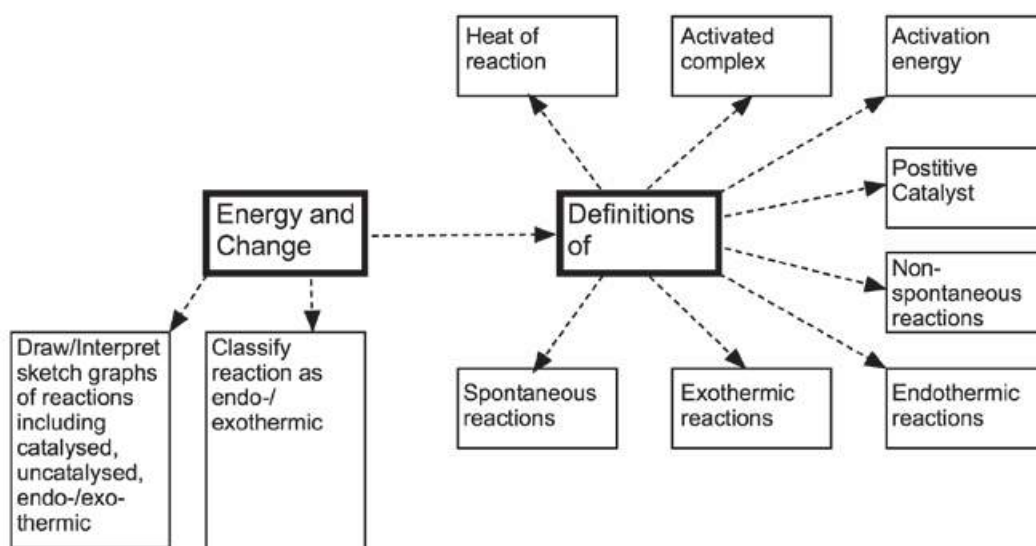 Heat of
reaction
Activated
complex
Activation
energy
Postitive
Catalyst
Energy and
Change
Definitions
of
Non-
spontaneous
reactions
Draw/Interpret
sketch graphs
of reactions
including
catalysed,
uncatalysed,
endo-/exo-
thermic
Classify
reaction as
endo-/
exothermic
Spontaneous
reactions
Exothermic
reactions
Endothermic
reactions